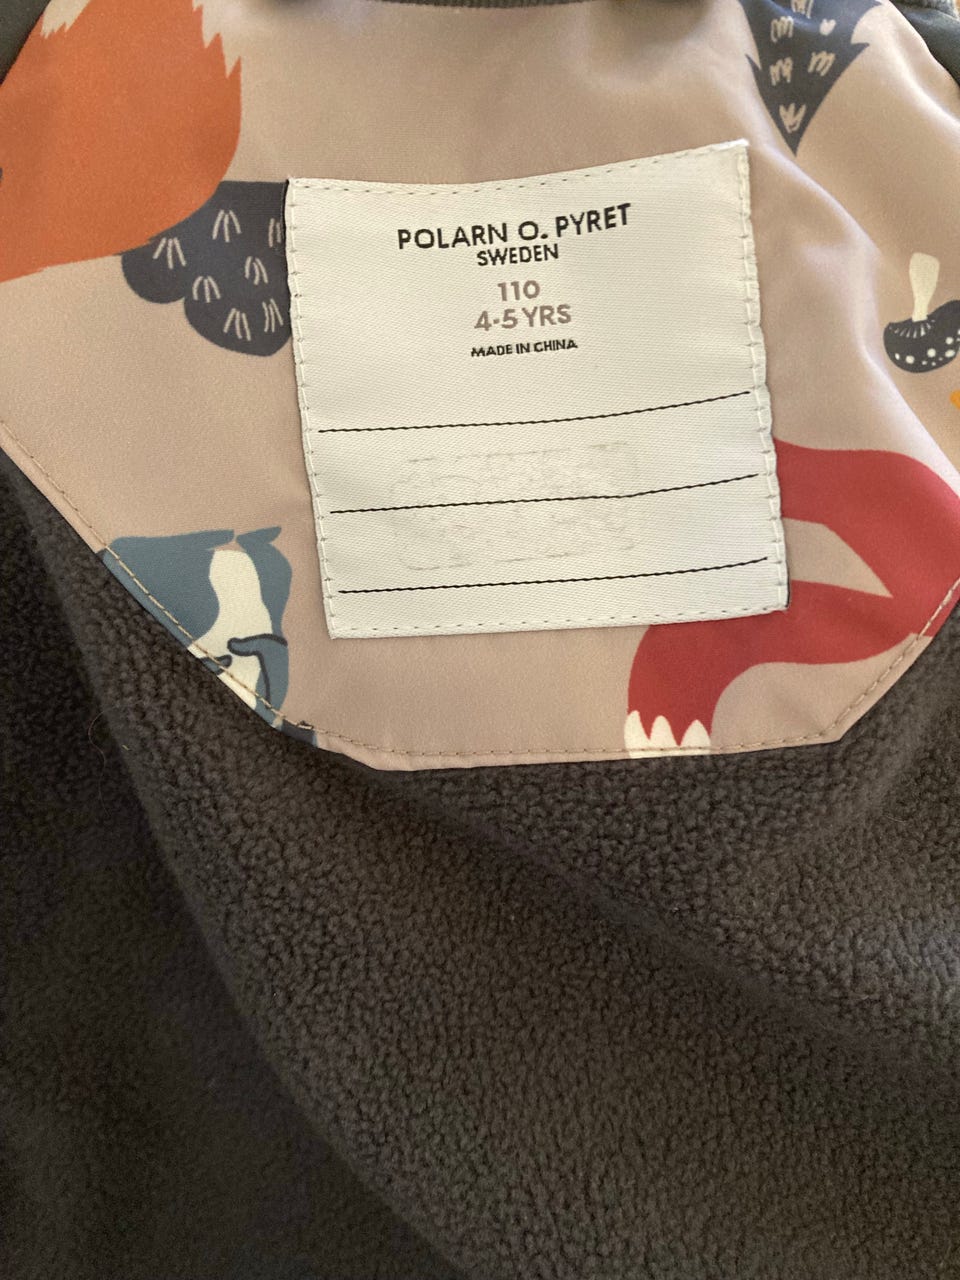 POLARN O. PYRET
SWEDEN
110
4-5 YRS
MADE IN CHINA